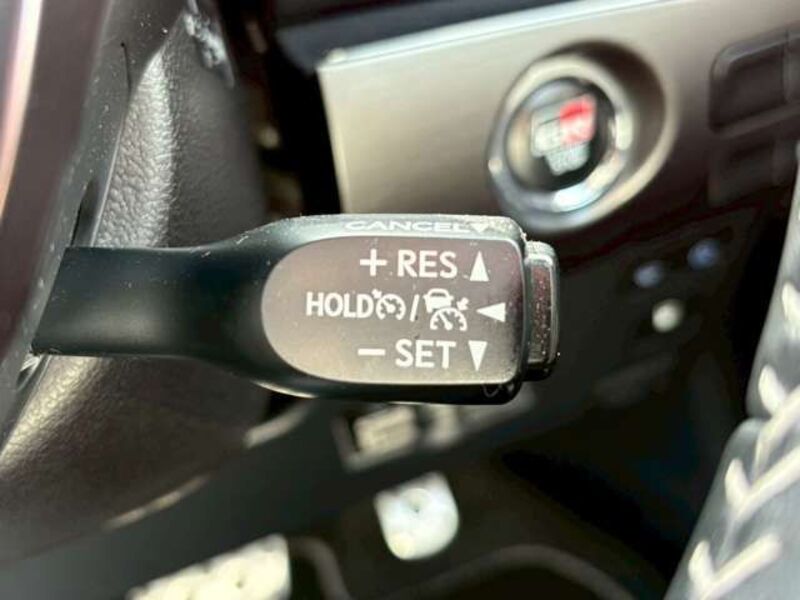 CANCEL
+ RES
HOLD /
− SET